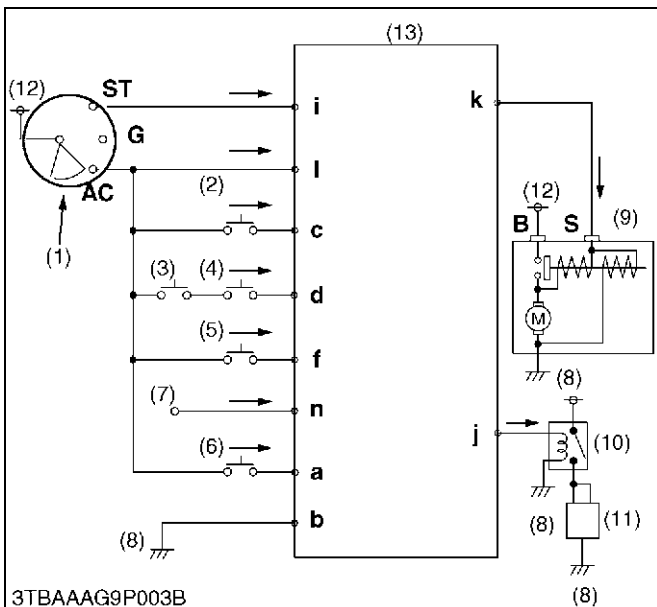 (13)
(12) ST
i
k
G
(2)
l
AC
(12)
B S (9)
c
(1)
(3) (4)
d
(5)
M
f
(7)
n
(8)
j
(10)
(6)
a
(8)
(11)
b
(8)
(8)
3TBAAAG9P003B